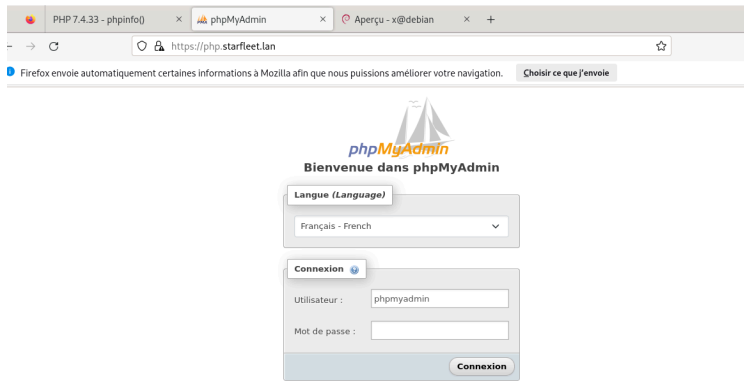 PHP 7.4.33 - phpinfo() × phpMyAdmin × Aperçu - x@debian × +
https://php.starfleet.lan
Firefox envoie automatiquement certaines informations à Mozilla afin que nous puissions améliorer votre navigation. Choisir ce que j'envoie
phpMyAdmin
Bienvenue dans phpMyAdmin
Langue (Language)
Français - French
Connexion
Utilisateur :
phpmyadmin
Mot de passe :
Connexion